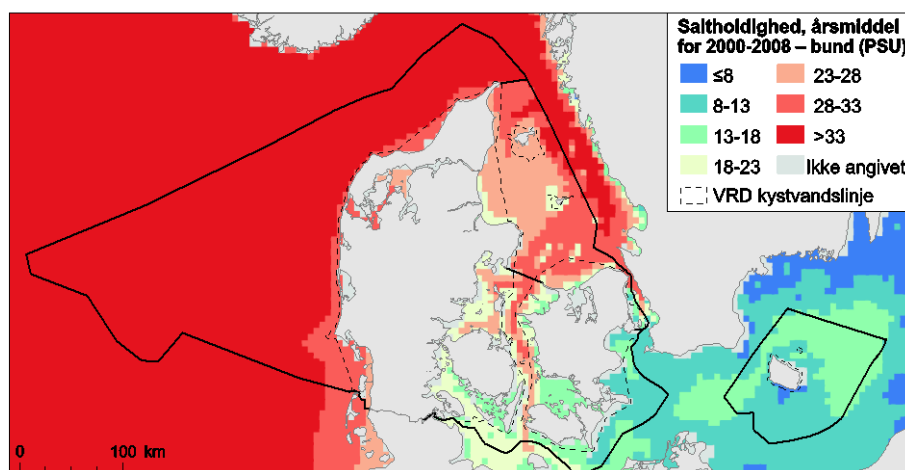 Saltholdighed, årsmiddel
for 2000-2008 – bund (PSU)
≤8
23-28
8-13
28-33
13-18
>33
18-23
Ikke angivet
VRD kystvandslinje
0
100 km